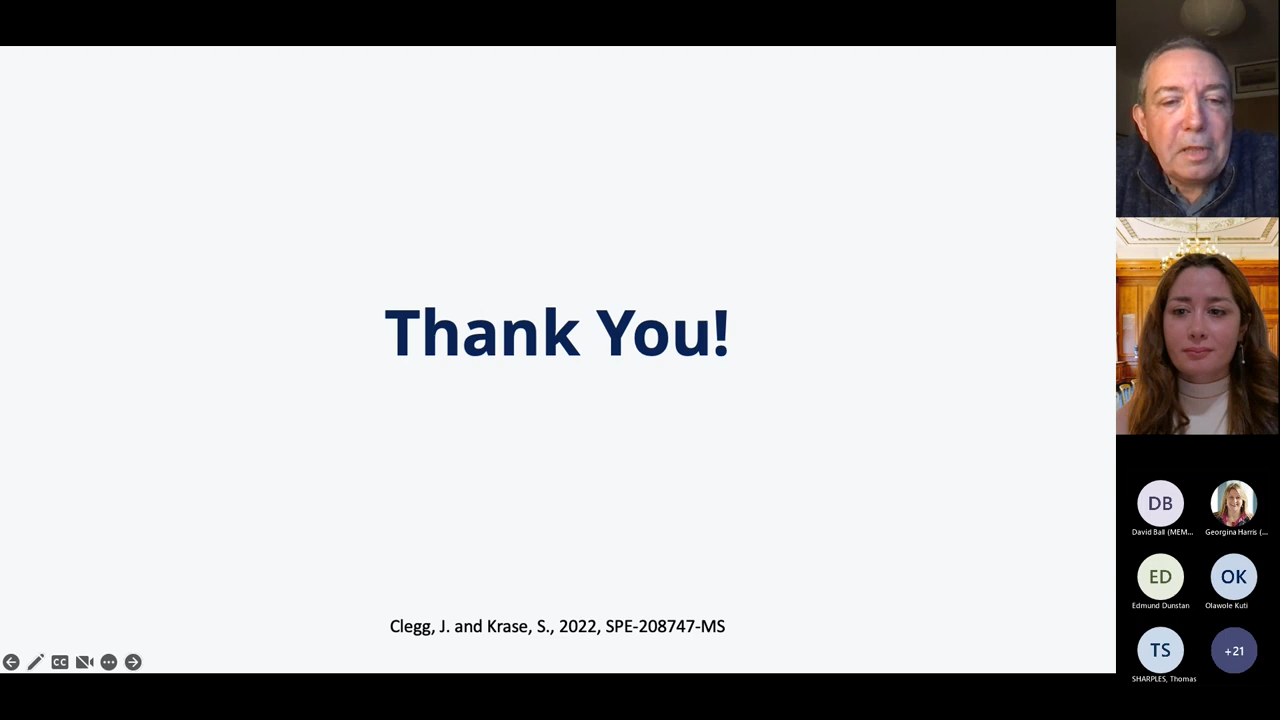 Thank You!
Clegg, J. and Krase, S., 2022, SPE-208747-MS
CC
DB
David Ball (MEM...
Georgina Harris (...
ED
Edmund Dunstan
OK
Olawole Kuti
TS
SHARPLES, Thomas
+21